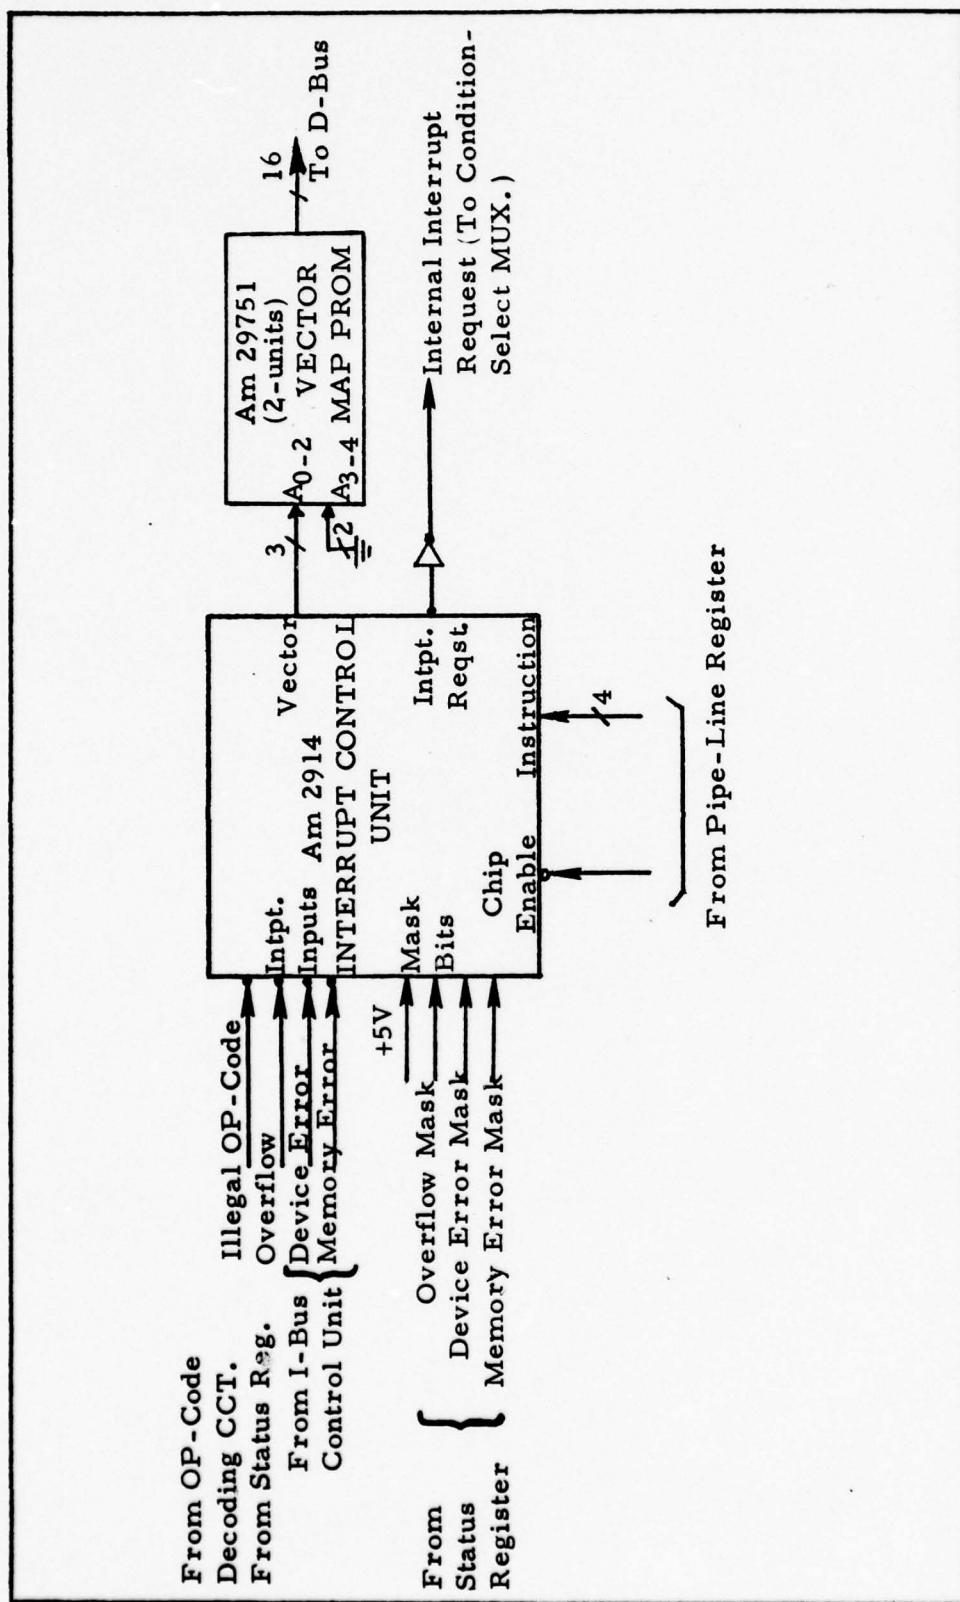 From OP-Code
Decoding CCT.
From Status Reg.
From I-Bus
Control Unit
Illegal OP-Code
Overflow
Device Error
Memory Error
From
Status
Register
+5V
Overflow Mask
Device Error Mask
Memory Error Mask
Intpt.
Inputs
Am 2914
INTERRUPT CONTROL
UNIT
Mask
Bits
Chip
Enable
Instruction
Vector
Intpt.
Reqst.
4
From Pipe-Line Register
3
2
Am 29751
(2-units)
A0-2 VECTOR
A3-4 MAP PROM
16
To D-Bus
Internal Interrupt
Request (To Condition-
Select MUX.)